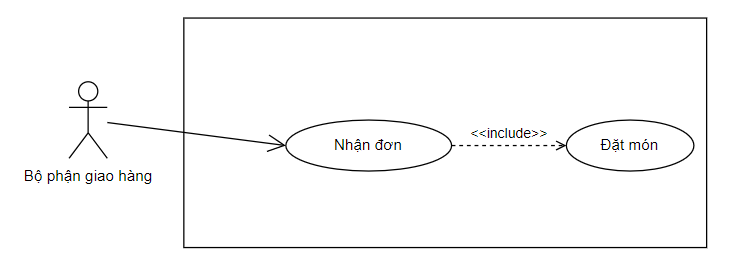 <<include>>
Nhận đơn
Đặt món
Bộ phận giao hàng